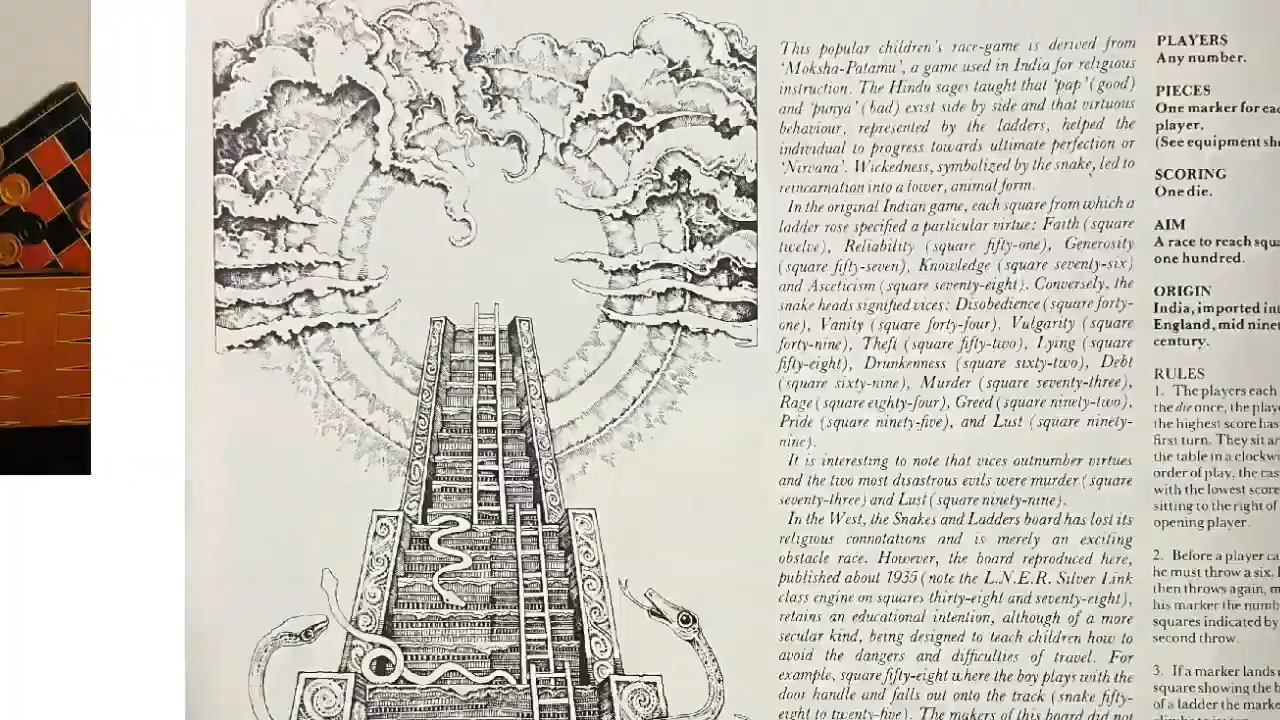 This popular children's race-game is derived from
'Moksha-Patamu', a game used in India for religious
instruction. The Hindu sages taught that 'pap' (good)
and 'punya' (bad) exist side by side and that virtuous
behaviour, represented by the ladders, helped the
individual to progress towards ultimate perfection or
'Nirvana'. Wickedness, symbolized by the snake, led to
reincarnation into a lower, animal form.
In the original Indian game, each square from which a
ladder rose specified a particular virtue: Faith (square
twelve), Reliability (square fifty-one), Generosity
(square fifty-seven), Knowledge (square seventy-six)
and Asceticism (square seventy-eight). Conversely, the
snake heads signified vices: Disobedience (square forty-
one), Vanity (square forty-four), Vulgarity (square
forty-nine), Theft (square fifty-two), Lying (square
fifty-eight), Drunkenness (square sixty-two), Debt
(square sixty-nine), Murder (square seventy-three),
Rage (square eighty-four), Greed (square ninety-two),
Pride (square ninety-five), and Lust (square ninety-
nine).
It is interesting to note that vices outnumber virtues
and the two most disastrous evils were murder (square
seventy-three) and Lust (square ninety-nine).
In the West, the Snakes and Ladders board has lost its
religious connotations and is merely an exciting
obstacle race. However, the board reproduced here,
published about 1935 (note the L.N.E.R. Silver Link
class engine on squares thirty-eight and seventy-eight),
retains an educational intention, although of a more
secular kind, being designed to teach children how to
avoid the dangers and difficulties of travel. For
example, square fifty-eight where the boy plays with the
door handle and falls out onto the track (snake fifty-
eight to twenty-five). The makers of this board did not
PLAYERS
Any number.
PIECES
One marker for eac
player.
(See equipment she
SCORING
One die.
AIM
A race to reach squa
one hundred.
ORIGIN
India, imported int
England, mid nine
century.
RULES
1. The players each
the die once, the playe
the highest score has
first turn. They sit ar
the table in a clockwi
order of play, the cas
with the lowest score
sitting to the right of
opening player.
2. Before a player ca
he must throw a six.
then throws again, m
his marker the numb
squares indicated by
second throw.
3. If a marker lands
square showing the b
of a ladder the marke